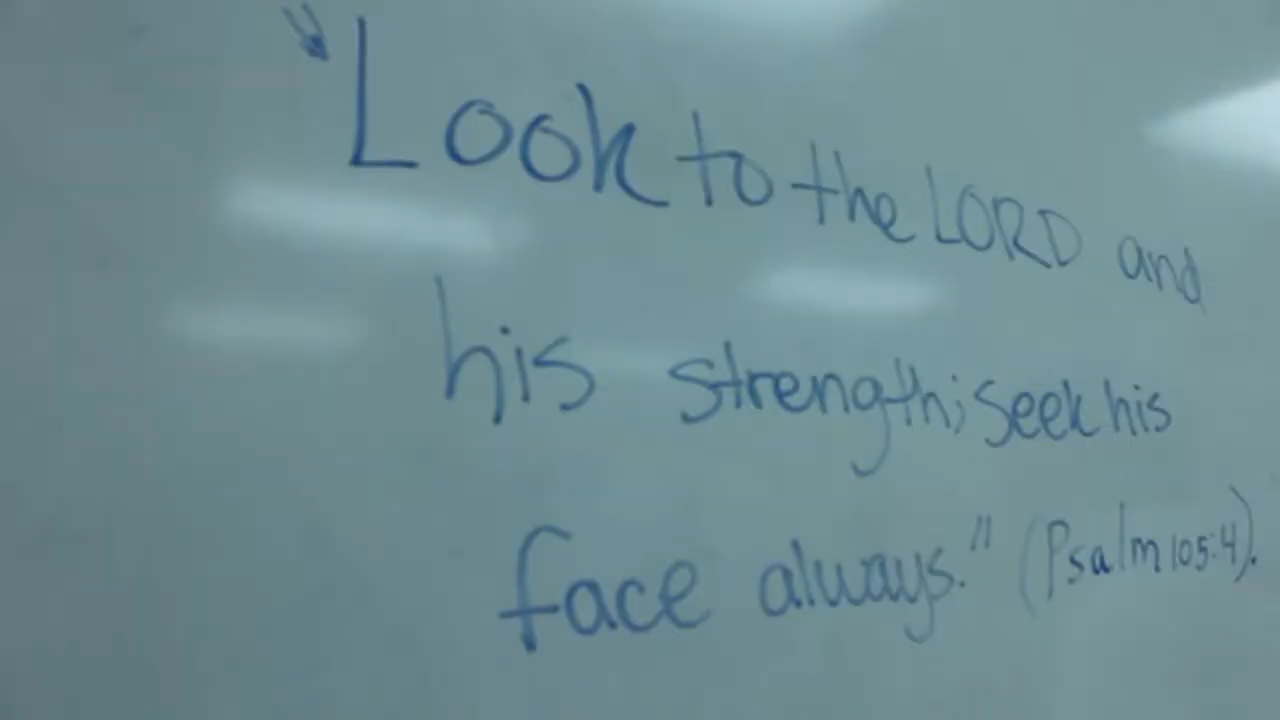 "Look to the LORD and
his strength; seek his
face always." (Psalm 105:4).